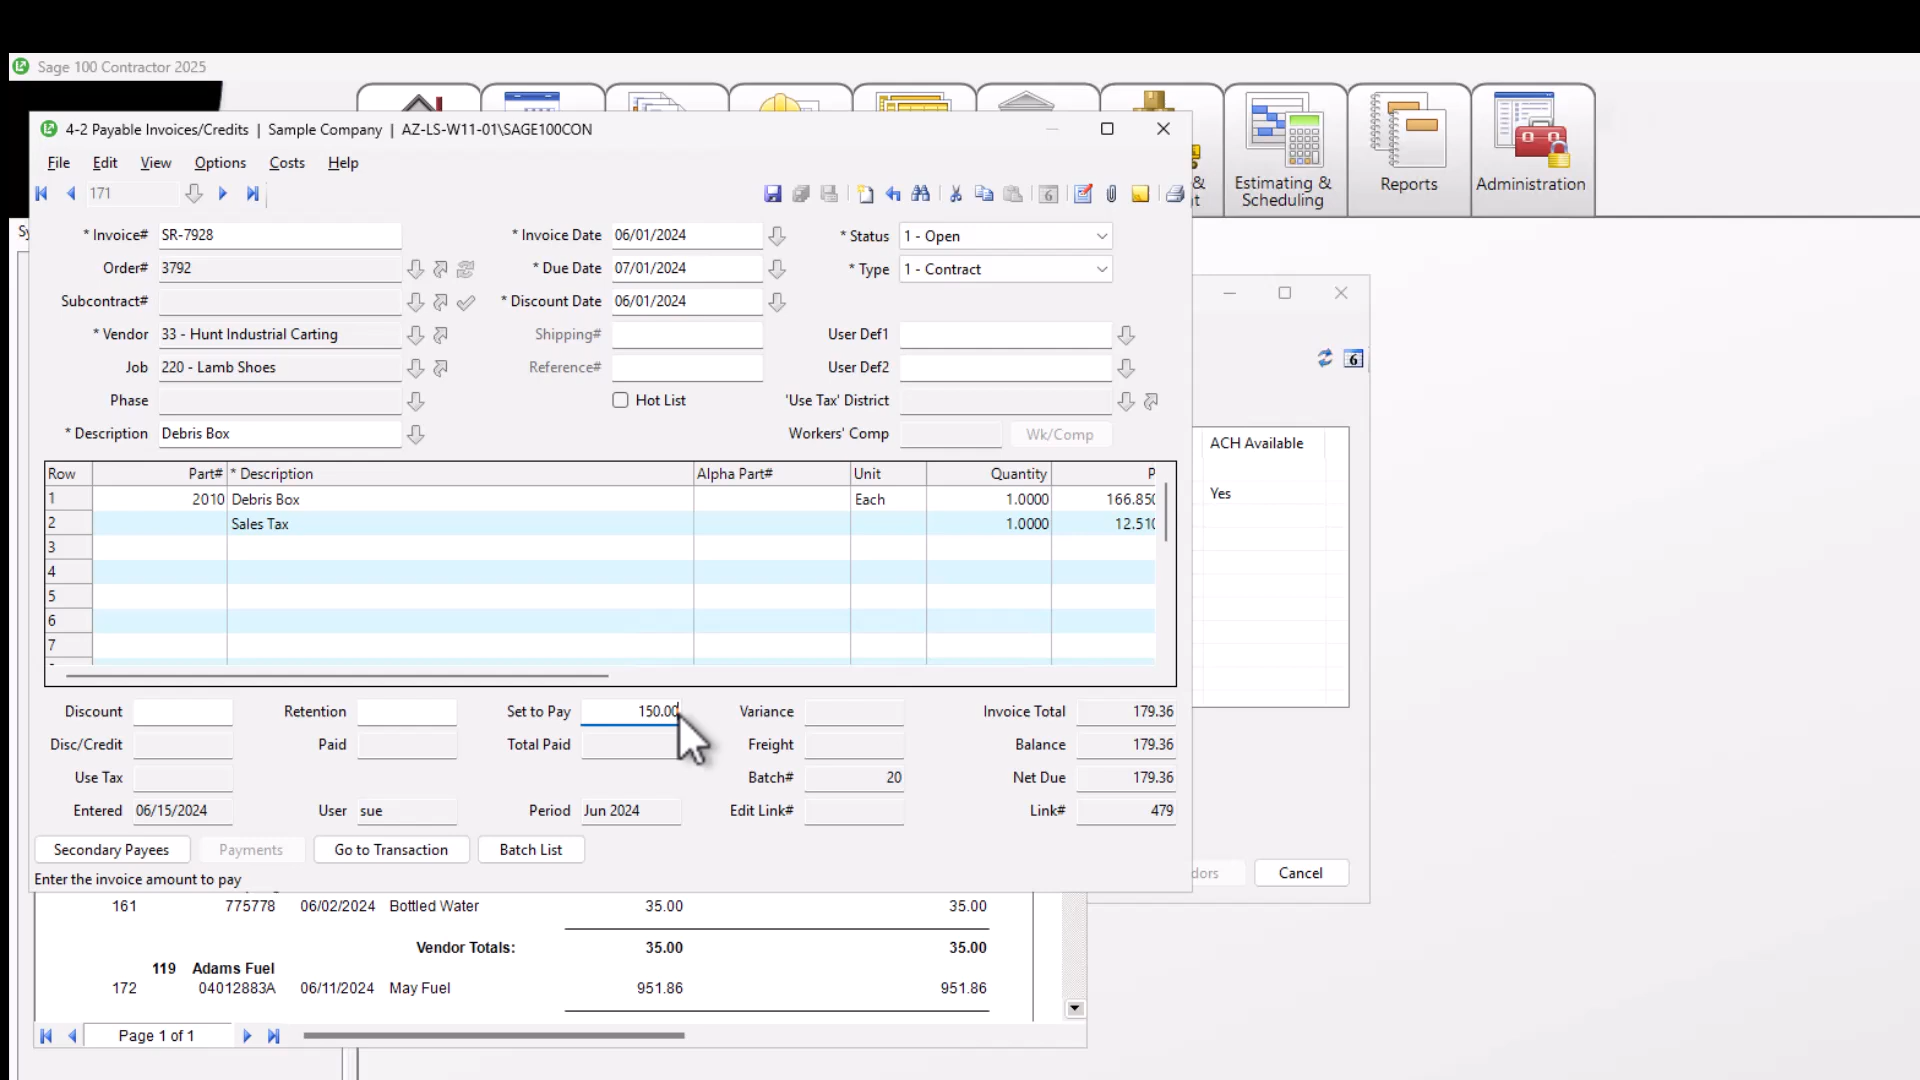 Sage 100 Contractor 2025
4-2 Payable Invoices/Credits | Sample Company | AZ-LS-W11-01\SAGE100CON
File Edit View Options Costs Help
Estimating & Scheduling
Reports
Administration
171
* Invoice# SR-7928 * Invoice Date 06/01/2024 * Status 1 - Open
Order# 3792 * Due Date 07/01/2024 * Type 1 - Contract
Subcontract# * Discount Date 06/01/2024
* Vendor 33 - Hunt Industrial Carting Shipping# User Def1
Job 220 - Lamb Shoes Reference# User Def2
Phase Hot List 'Use Tax' District
* Description Debris Box Workers' Comp Wk/Comp
Row Part# * Description Alpha Part# Unit Quantity P
1 2010 Debris Box Each 1.0000 166.850
2 Sales Tax 1.0000 12.510
3
4
5
6
7
ACH Available
Yes
Discount Retention Set to Pay 150.00 Variance Invoice Total 179.36
Disc/Credit Paid Total Paid Freight Balance 179.36
Use Tax Batch# 20 Net Due 179.36
Entered 06/15/2024 User sue Period Jun 2024 Edit Link# Link# 479
Secondary Payees Payments Go to Transaction Batch List
Enter the invoice amount to pay
dors Cancel
161 775778 06/02/2024 Bottled Water 35.00 35.00
Vendor Totals: 35.00 35.00
119 Adams Fuel
172 04012883A 06/11/2024 May Fuel 951.86 951.86
Page 1 of 1